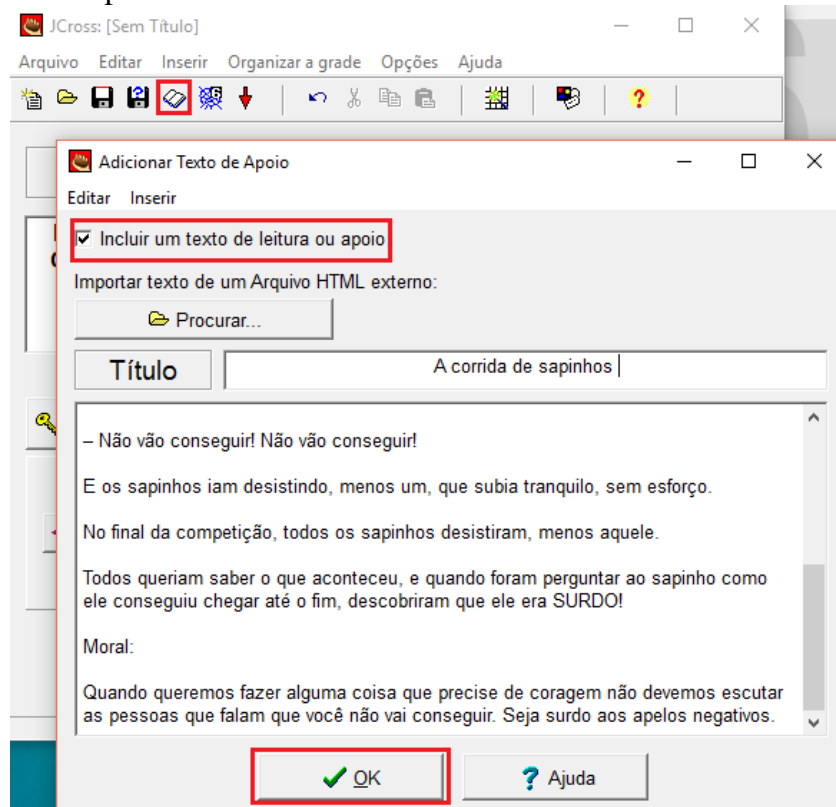 JCross: [Sem Título]
Arquivo Editar Inserir Organizar a grade Opções Ajuda
Adicionar Texto de Apoio
Editar Inserir
Incluir um texto de leitura ou apoio
Importar texto de um Arquivo HTML externo:
Procurar...
Título
A corrida de sapinhos
– Não vão conseguir! Não vão conseguir!
E os sapinhos iam desistindo, menos um, que subia tranquilo, sem esforço.
No final da competição, todos os sapinhos desistiram, menos aquele.
Todos queriam saber o que aconteceu, e quando foram perguntar ao sapinho como
ele conseguiu chegar até o fim, descobriram que ele era SURDO!
Moral:
Quando queremos fazer alguma coisa que precise de coragem não devemos escutar
as pessoas que falam que você não vai conseguir. Seja surdo aos apelos negativos.
OK
? Ajuda